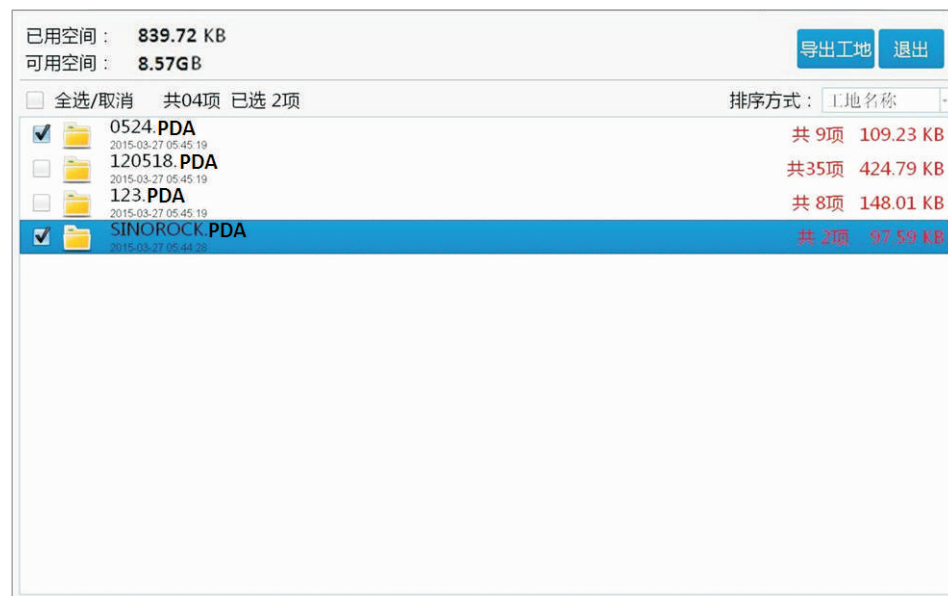 已用空间： 839.72 KB
可用空间： 8.57GB
导出工地 退出
全选/取消 共04项 已选 2项 排序方式： 工地名称
0524.PDA 共 9项 109.23 KB
2015-03-27 05:45:19
120518.PDA 共35项 424.79 KB
2015-03-27 05:45:19
123.PDA 共 8项 148.01 KB
2015-03-27 05:45:19
SINOROCK.PDA 共 2项 97.59 KB
2015-03-27 05:44:28